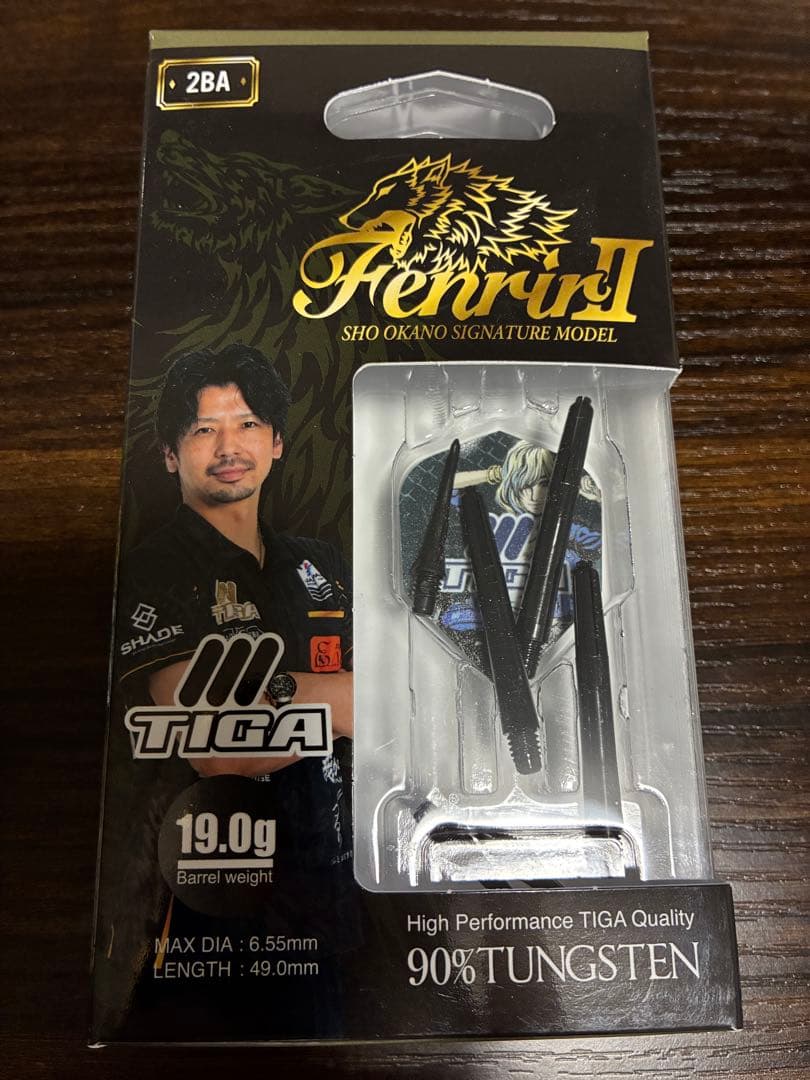 2BA
Fenrir II
SHO OKANO SIGNATURE MODEL
TIGA
TIGA
SHADE
TIGA
19.0g
Barrel weight
MAX DIA : 6.55mm
LENGTH : 49.0mm
High Performance TIGA Quality
90%TUNGSTEN